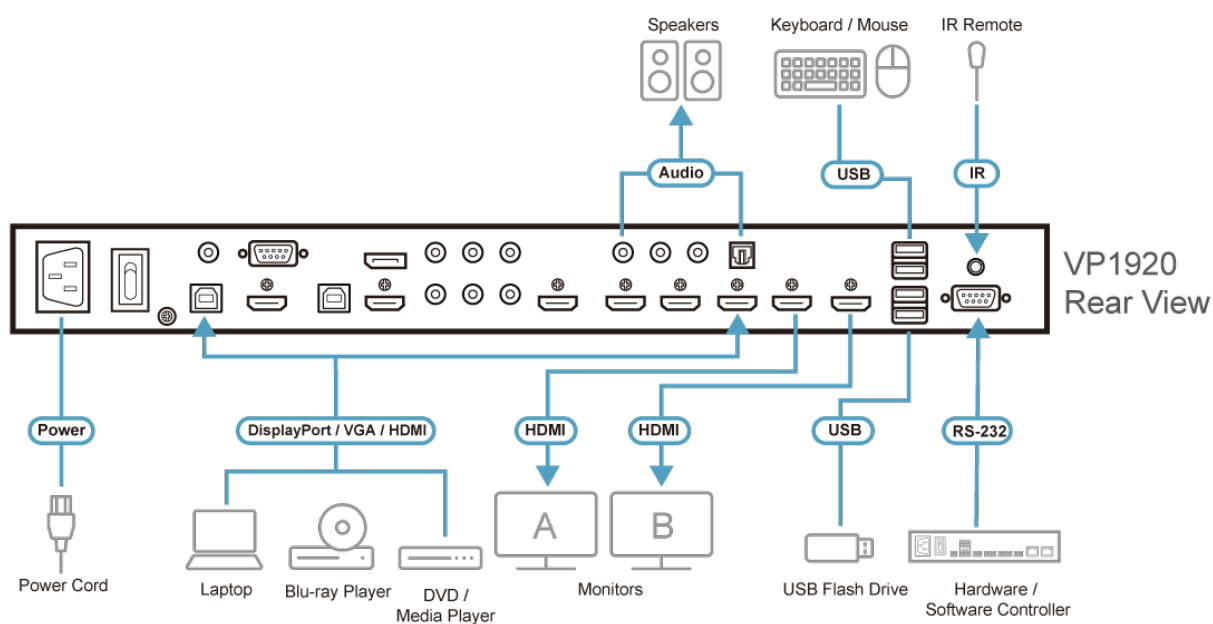 Speakers
Keyboard / Mouse
IR Remote
Audio
USB
IR
VP1920
Rear View
Power
DisplayPort / VGA / HDMI
HDMI
HDMI
USB
RS-232
A
B
Power Cord
Laptop
Blu-ray Player
DVD /
Media Player
Monitors
USB Flash Drive
Hardware /
Software Controller